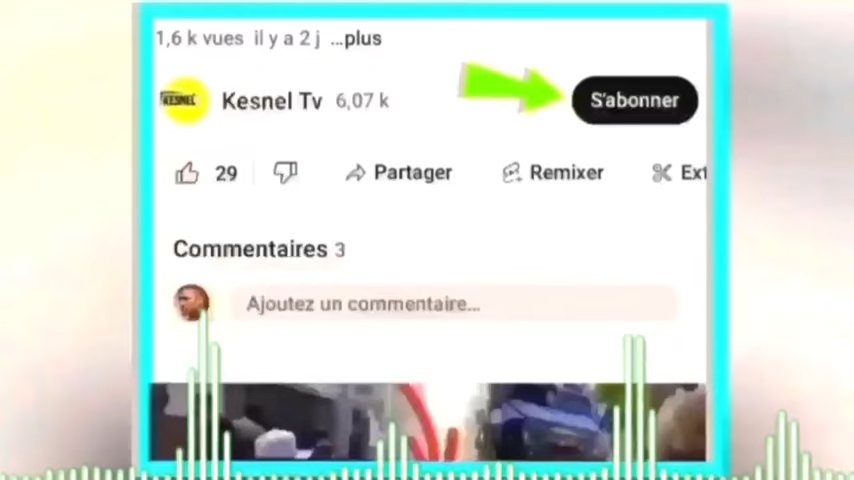 1,6 k vues il y a 2 j ...plus
KESNEL
Kesnel Tv 6,07 k
S'abonner
29
Partager
Remixer
Ext
Commentaires 3
Ajoutez un commentaire...